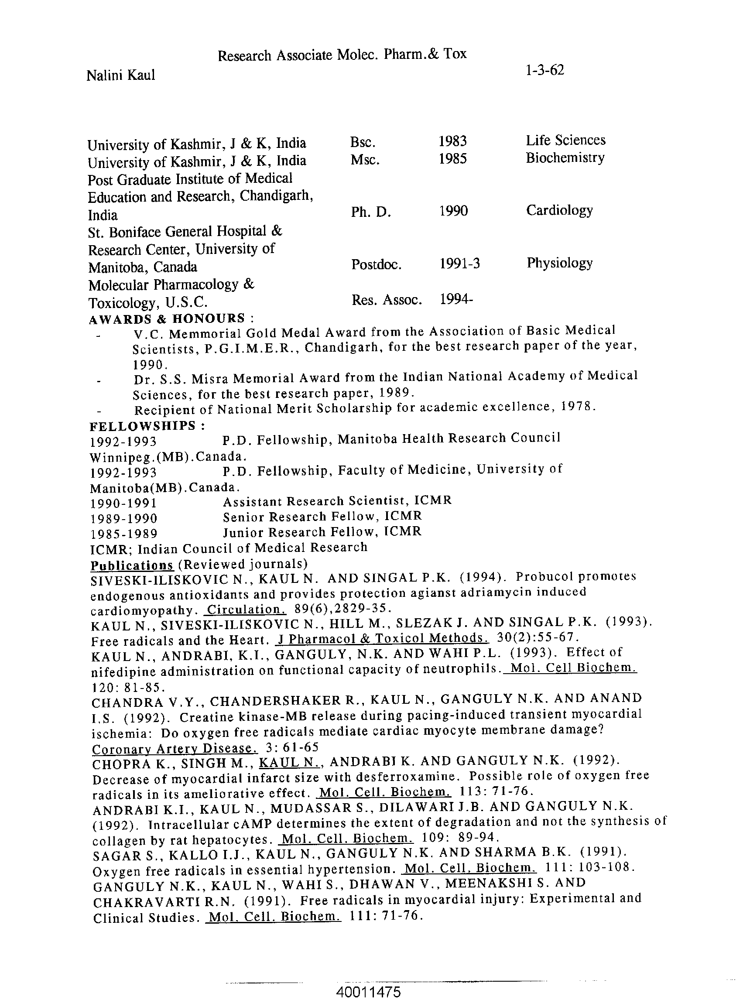 Research Associate Molec. Pharm.& Tox
Nalini Kaul 1-3-62
University of Kashmir, J & K, India Bsc. 1983 Life Sciences
University of Kashmir, J & K, India Msc. 1985 Biochemistry
Post Graduate Institute of Medical
Education and Research, Chandigarh,
India Ph. D. 1990 Cardiology
St. Boniface General Hospital &
Research Center, University of
Manitoba, Canada Postdoc. 1991-3 Physiology
Molecular Pharmacology &
Toxicology, U.S.C. Res. Assoc. 1994-
AWARDS & HONOURS :
- V.C. Memmorial Gold Medal Award from the Association of Basic Medical
Scientists, P.G.I.M.E.R., Chandigarh, for the best research paper of the year,
1990.
- Dr. S.S. Misra Memorial Award from the Indian National Academy of Medical
Sciences, for the best research paper, 1989.
- Recipient of National Merit Scholarship for academic excellence, 1978.
FELLOWSHIPS :
1992-1993 P.D. Fellowship, Manitoba Health Research Council
Winnipeg.(MB).Canada.
1992-1993 P.D. Fellowship, Faculty of Medicine, University of
Manitoba(MB).Canada.
1990-1991 Assistant Research Scientist, ICMR
1989-1990 Senior Research Fellow, ICMR
1985-1989 Junior Research Fellow, ICMR
ICMR; Indian Council of Medical Research
Publications (Reviewed journals)
SIVESKI-ILISKOVIC N., KAUL N. AND SINGAL P.K. (1994). Probucol promotes
endogenous antioxidants and provides protection agianst adriamycin induced
cardiomyopathy. Circulation. 89(6),2829-35.
KAUL N., SIVESKI-ILISKOVIC N., HILL M., SLEZAK J. AND SINGAL P.K. (1993).
Free radicals and the Heart. J Pharmacol & Toxicol Methods. 30(2):55-67.
KAUL N., ANDRABI, K.I., GANGULY, N.K. AND WAHI P.L. (1993). Effect of
nifedipine administration on functional capacity of neutrophils. Mol. Cell Biochem.
120: 81-85.
CHANDRA V.Y., CHANDERSHAKER R., KAUL N., GANGULY N.K. AND ANAND
I.S. (1992). Creatine kinase-MB release during pacing-induced transient myocardial
ischemia: Do oxygen free radicals mediate cardiac myocyte membrane damage?
Coronary Artery Disease. 3: 61-65
CHOPRA K., SINGH M., KAUL N., ANDRABI K. AND GANGULY N.K. (1992).
Decrease of myocardial infarct size with desferroxamine. Possible role of oxygen free
radicals in its ameliorative effect. Mol. Cell. Biochem. 113: 71-76.
ANDRABI K.I., KAUL N., MUDASSAR S., DILAWARI J.B. AND GANGULY N.K.
(1992). Intracellular cAMP determines the extent of degradation and not the synthesis of
collagen by rat hepatocytes. Mol. Cell. Biochem. 109: 89-94.
SAGAR S., KALLO I.J., KAUL N., GANGULY N.K. AND SHARMA B.K. (1991).
Oxygen free radicals in essential hypertension. Mol. Cell. Biochem. 111: 103-108.
GANGULY N.K., KAUL N., WAHI S., DHAWAN V., MEENAKSHI S. AND
CHAKRAVARTI R.N. (1991). Free radicals in myocardial injury: Experimental and
Clinical Studies. Mol. Cell. Biochem. 111: 71-76.
40011475